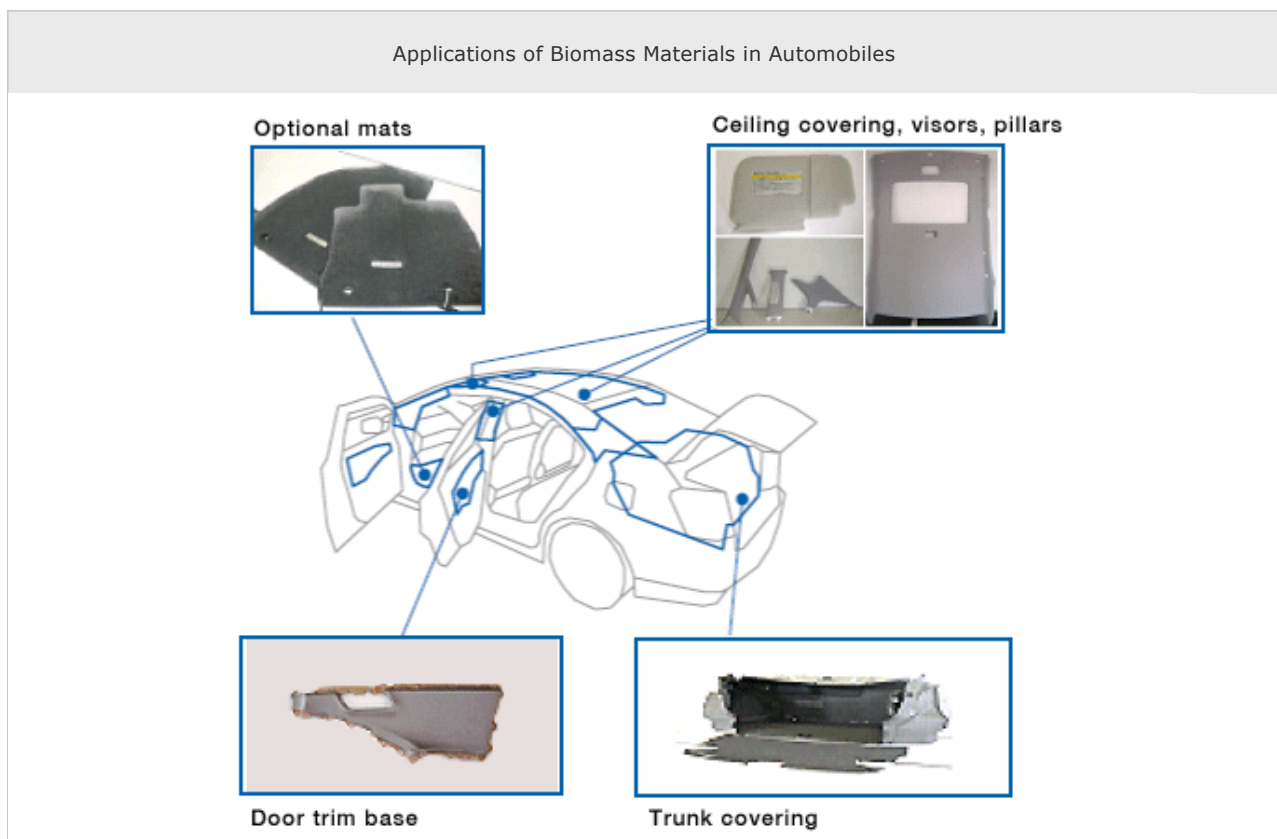 Applications of Biomass Materials in Automobiles
Optional mats
Ceiling covering, visors, pillars
Door trim base
Trunk covering